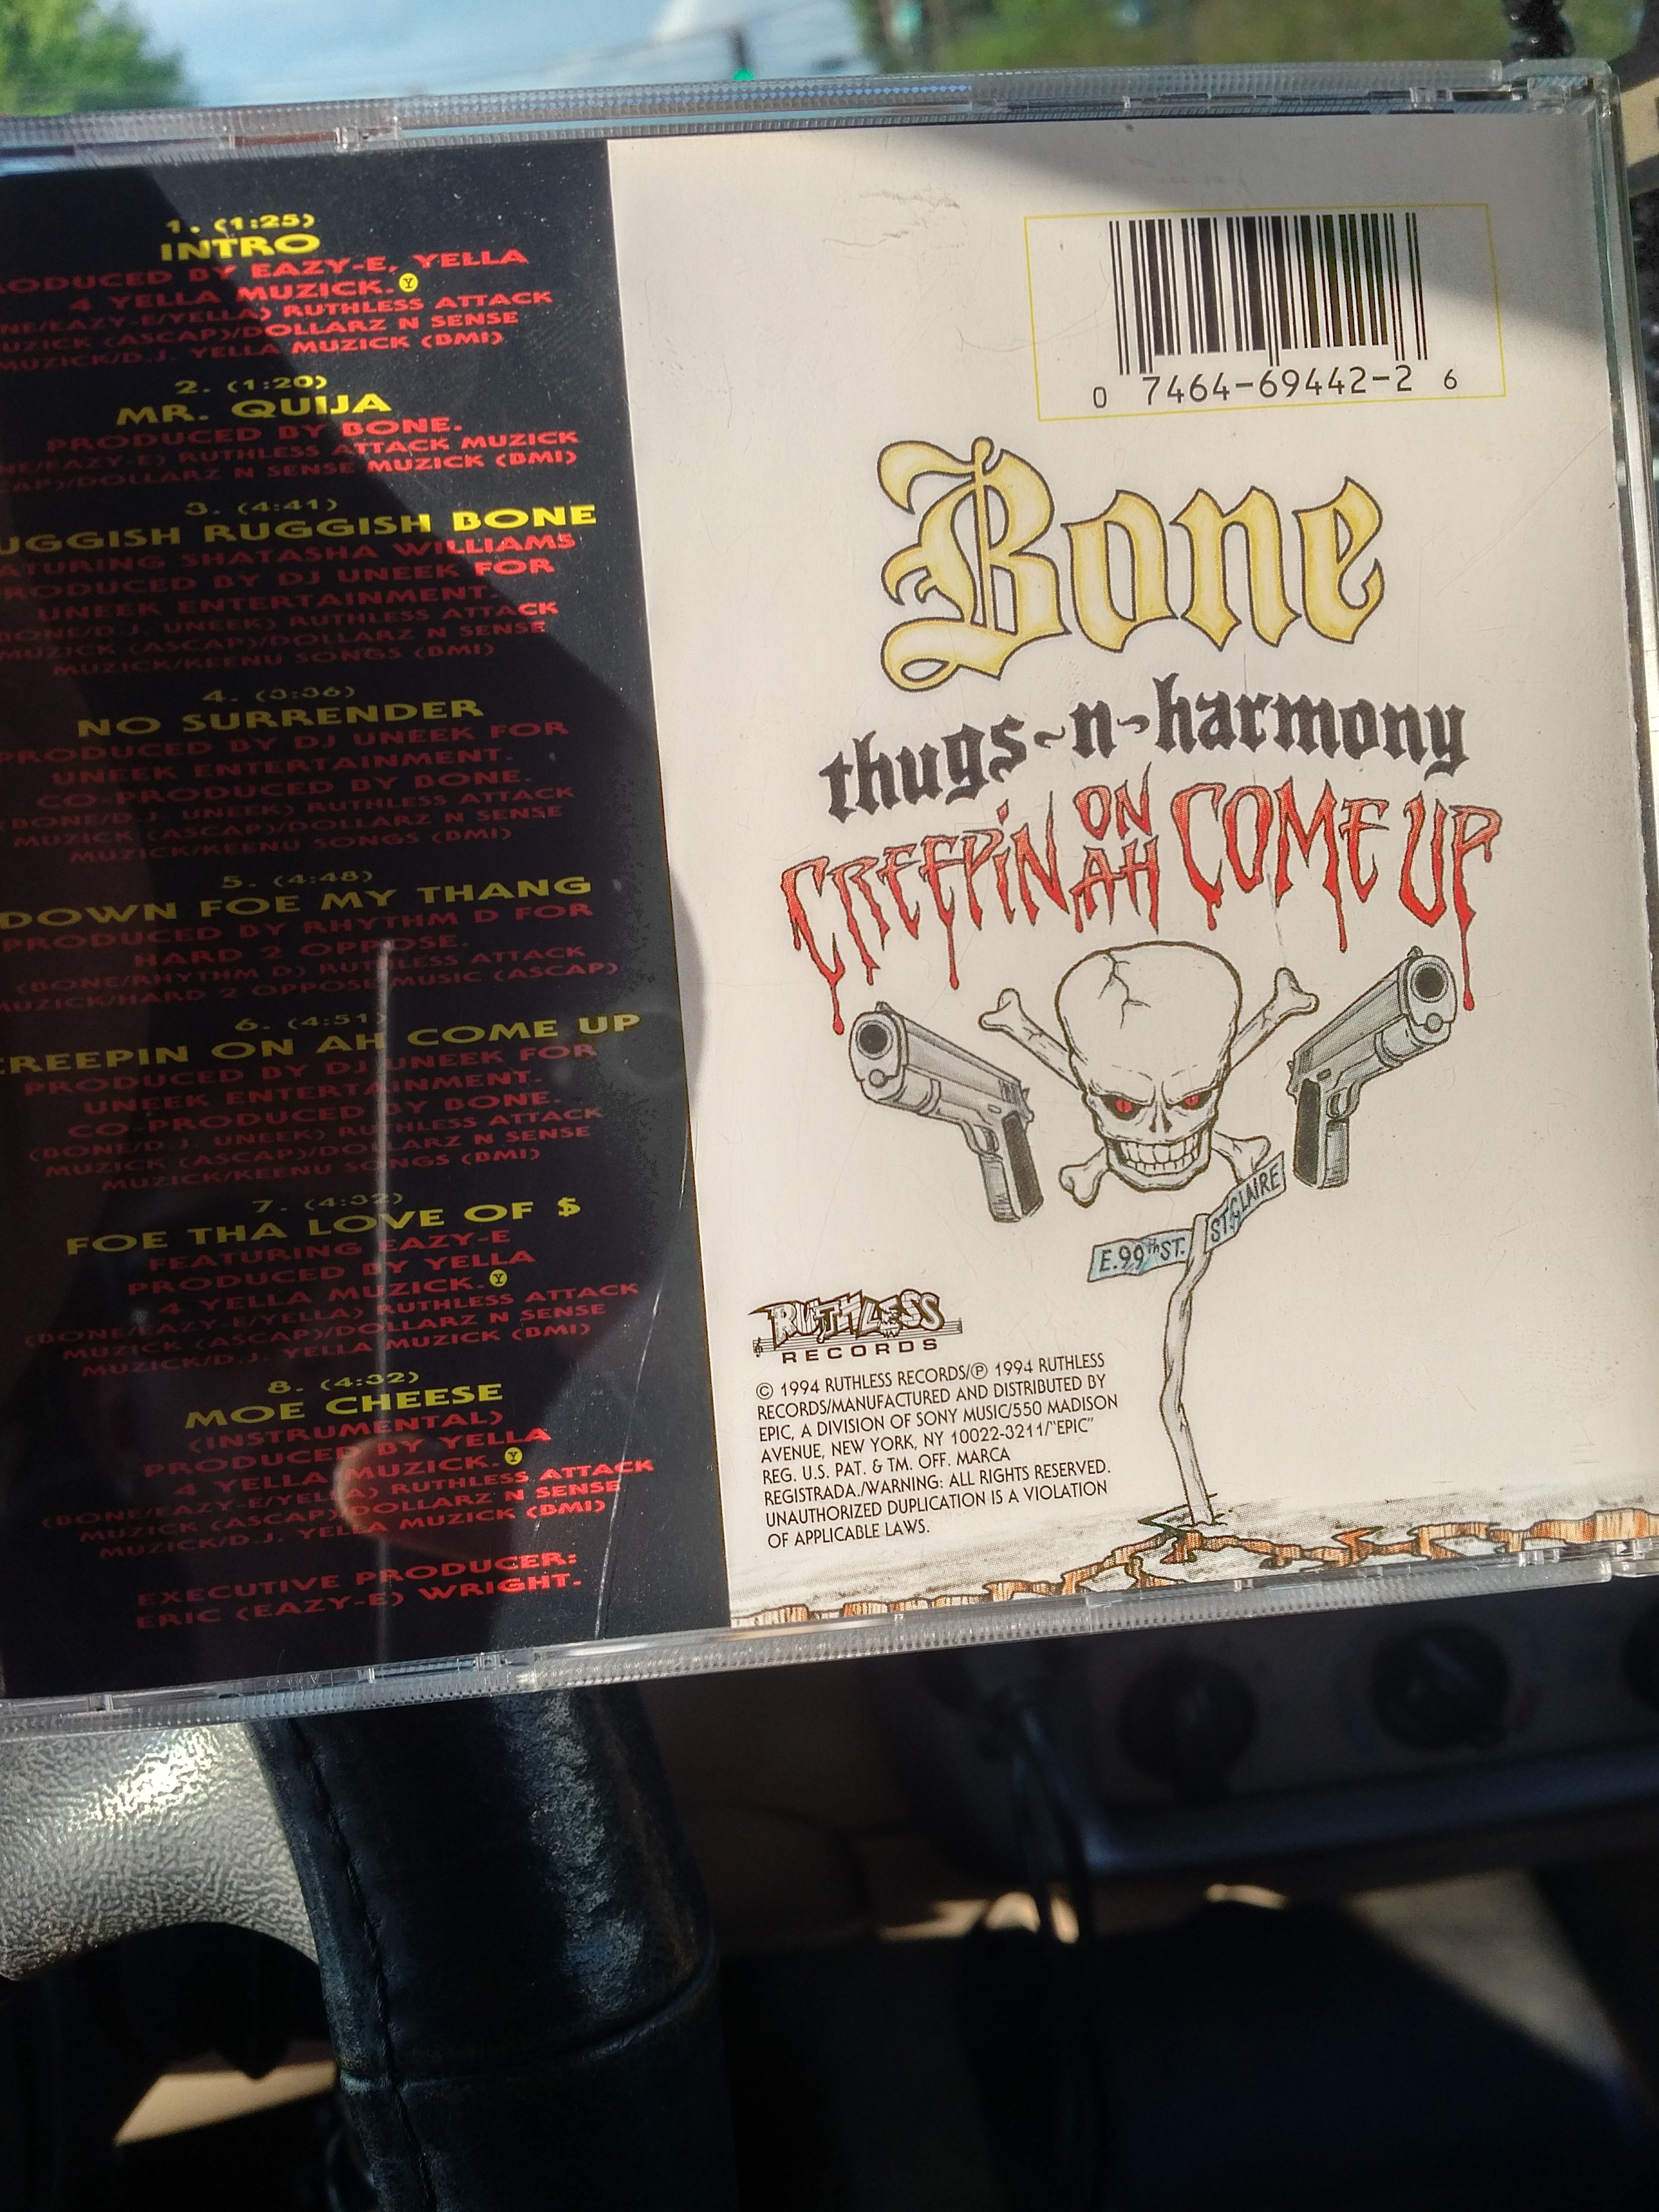 1. (1:25)
INTRO
ODUCED BY EAZY-E, YELLA
4 YELLA MUZICK. Y
NE/EAZY-E/YELLA) RUTHLESS ATTACK
UZICK (ASCAP)/DOLLARZ N SENSE
MUZICK/D.J. YELLA MUZICK (BMI)
2. (1:20)
MR. QUIJA
PRODUCED BY BONE.
NE/EAZY-E) RUTHLESS ATTACK MUZICK
CAP)/DOLLARZ N SENSE MUZICK (BMI)
3. (4:41)
UGGISH RUGGISH BONE
ATURING SHATASHA WILLIAMS
RODUCED BY DJ UNEEK FOR
UNEEK ENTERTAINMENT.
BONE/D.J. UNEEK) RUTHLESS ATTACK
MUZICK (ASCAP)/DOLLARZ N SENSE
MUZICK/KEENU SONGS (BMI)
4. (3:36)
NO SURRENDER
PRODUCED BY DJ UNEEK FOR
UNEEK ENTERTAINMENT.
CO-PRODUCED BY BONE.
(BONE/D.J. UNEEK) RUTHLESS ATTACK
MUZICK (ASCAP)/DOLLARZ N SENSE
MUZICK/KEENU SONGS (BMI)
5. (4:48)
DOWN FOE MY THANG
PRODUCED BY RHYTHM D FOR
HARD 2 OPPOSE.
(BONE/RHYTHM D) RUTHLESS ATTACK
MUZICK/HARD 2 OPPOSE MUSIC (ASCAP)
6. (4:51)
CREEPIN ON AH COME UP
PRODUCED BY DJ UNEEK FOR
UNEEK ENTERTAINMENT.
CO-PRODUCED BY BONE.
(BONE/D.J. UNEEK) RUTHLESS ATTACK
MUZICK (ASCAP)/DOLLARZ N SENSE
MUZICK/KEENU SONGS (BMI)
7. (4:32)
FOE THA LOVE OF $
FEATURING EAZY-E
PRODUCED BY YELLA
4 YELLA MUZICK. Y
(BONE/EAZY-E/YELLA) RUTHLESS ATTACK
MUZICK (ASCAP)/DOLLARZ N SENSE
MUZICK/D.J. YELLA MUZICK (BMI)
8. (4:32)
MOE CHEESE
(INSTRUMENTAL)
PRODUCED BY YELLA
4 YELLA MUZICK. Y
(BONE/EAZY-E/YELLA) RUTHLESS ATTACK
MUZICK (ASCAP)/DOLLARZ N SENSE
MUZICK/D.J. YELLA MUZICK (BMI)
EXECUTIVE PRODUCER:
ERIC (EAZY-E) WRIGHT.
0 7464-69442-2 6
Bone
thugs-n-harmony
CREEPIN ON AH COME UP
E.99th ST. ST.CLAIRE
RUTHLESS
RECORDS
© 1994 RUTHLESS RECORDS/℗ 1994 RUTHLESS
RECORDS/MANUFACTURED AND DISTRIBUTED BY
EPIC, A DIVISION OF SONY MUSIC/550 MADISON
AVENUE, NEW YORK, NY 10022-3211/"EPIC"
REG. U.S. PAT. & TM. OFF. MARCA
REGISTRADA./WARNING: ALL RIGHTS RESERVED.
UNAUTHORIZED DUPLICATION IS A VIOLATION
OF APPLICABLE LAWS.